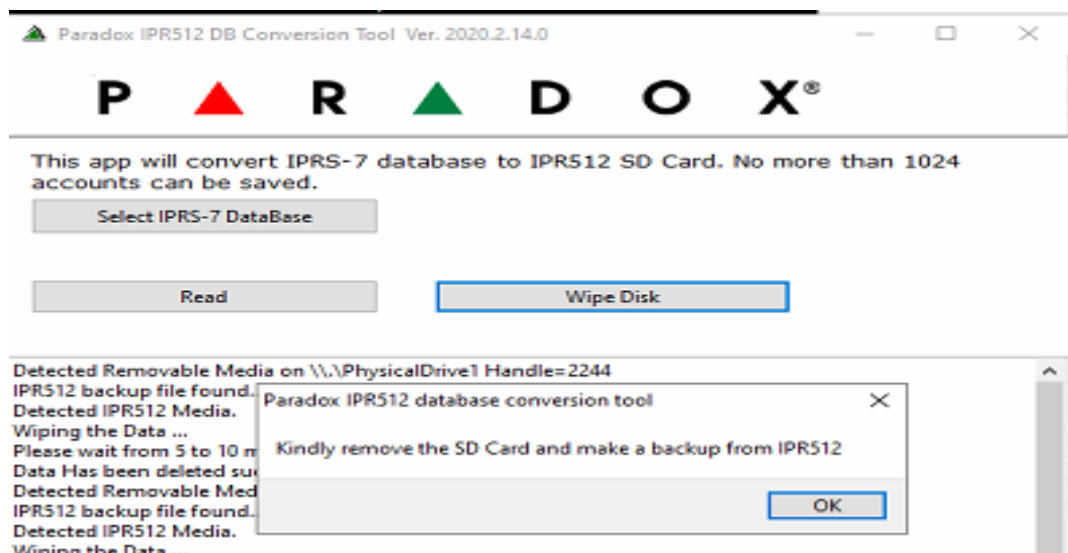 Paradox IPR512 DB Conversion Tool Ver. 2020.2.14.0
PARADOX®
This app will convert IPRS-7 database to IPR512 SD Card. No more than 1024
accounts can be saved.
Select IPRS-7 DataBase
Read
Wipe Disk
Detected Removable Media on \\.\PhysicalDrive1 Handle=2244
IPR512 backup file found.
Detected IPR512 Media.
Wiping the Data ...
Please wait from 5 to 10 m
Data Has been deleted su
Detected Removable Med
IPR512 backup file found.
Detected IPR512 Media.
Wiping the Data ...
Paradox IPR512 database conversion tool
Kindly remove the SD Card and make a backup from IPR512
OK